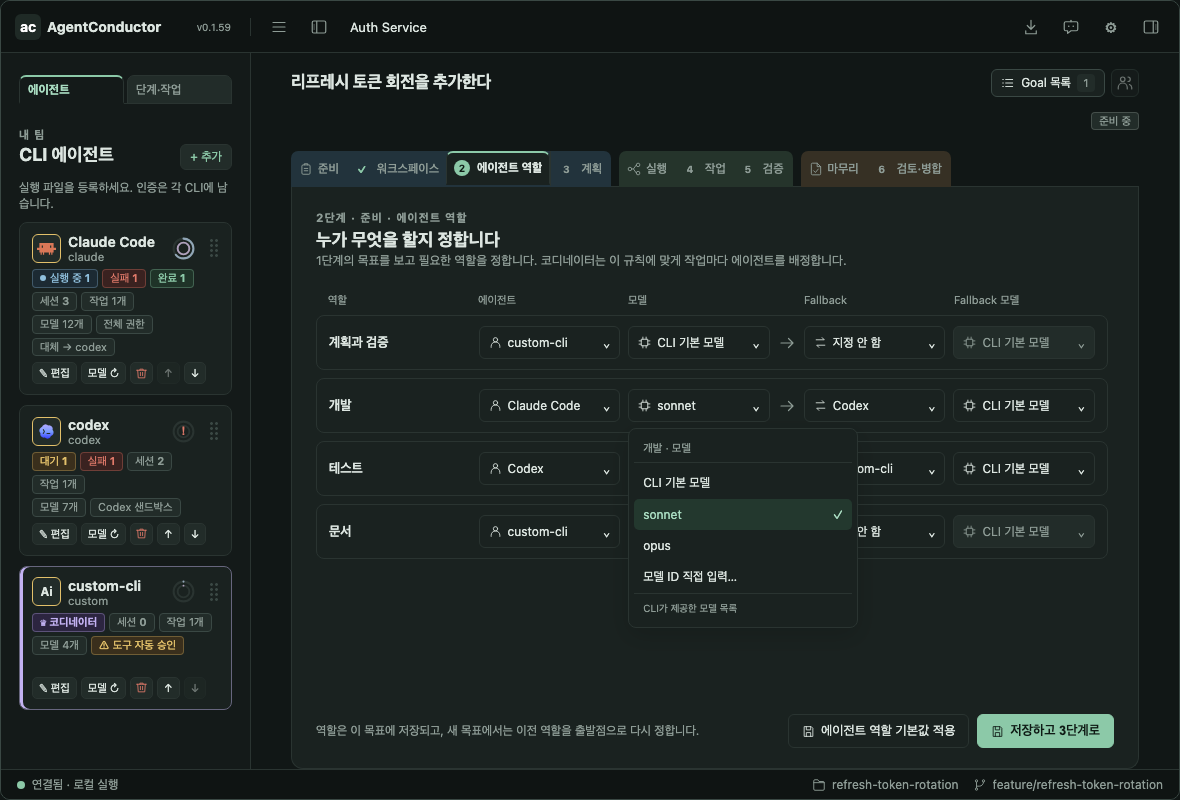 ac AgentConductor v0.1.59 Auth Service
리프레시 토큰 회전을 추가한다
Goal 목록 1
준비 중
에이전트 단계·작업
내 팀
CLI 에이전트
+ 추가
실행 파일을 등록하세요. 인증은 각 CLI에 남
습니다.
Claude Code
claude
실행 중 1 실패 1 완료 1
세션 3 작업 1개
모델 12개 전체 권한
대체 → codex
편집 모델
codex
codex
대기 1 실패 1 세션 2
작업 1개
모델 7개 Codex 샌드박스
편집 모델
Ai custom-cli
custom
코디네이터 세션 0 작업 1개
모델 4개 도구 자동 승인
편집 모델
준비 워크스페이스 2 에이전트 역할 3 계획 실행 4 작업 5 검증 마무리 6 검토·병합
2단계 · 준비 · 에이전트 역할
누가 무엇을 할지 정합니다
1단계의 목표를 보고 필요한 역할을 정합니다. 코디네이터는 이 규칙에 맞게 작업마다 에이전트를 배정합니다.
역할 에이전트 모델 Fallback Fallback 모델
계획과 검증 custom-cli CLI 기본 모델 → 지정 안 함 CLI 기본 모델
개발 Claude Code sonnet → Codex CLI 기본 모델
테스트 Codex om-cli CLI 기본 모델
문서 custom-cli 안 함 CLI 기본 모델
개발 · 모델
CLI 기본 모델
sonnet
opus
모델 ID 직접 입력...
CLI가 제공한 모델 목록
역할은 이 목표에 저장되고, 새 목표에서는 이전 역할을 출발점으로 다시 정합니다.
에이전트 역할 기본값 적용
저장하고 3단계로
연결됨 · 로컬 실행
refresh-token-rotation feature/refresh-token-rotation